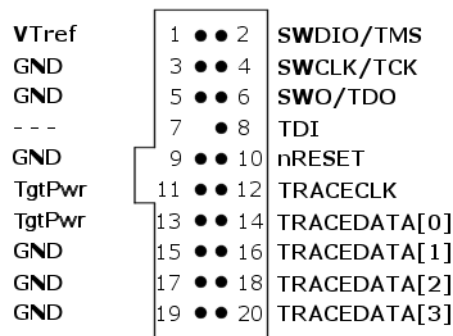 VTref 1 ●● 2 SWDIO/TMS
GND 3 ●● 4 SWCLK/TCK
GND 5 ●● 6 SWO/TDO
--- 7 ● 8 TDI
GND 9 ●● 10 nRESET
TgtPwr 11 ●● 12 TRACECLK
TgtPwr 13 ●● 14 TRACEDATA[0]
GND 15 ●● 16 TRACEDATA[1]
GND 17 ●● 18 TRACEDATA[2]
GND 19 ●● 20 TRACEDATA[3]